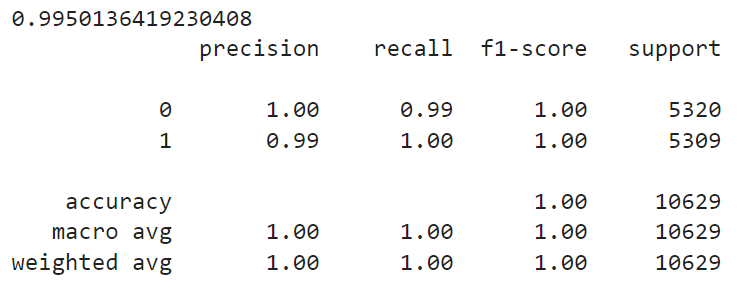 0.9950136419230408
precision recall f1-score support
0 1.00 0.99 1.00 5320
1 0.99 1.00 1.00 5309
accuracy 1.00 10629
macro avg 1.00 1.00 1.00 10629
weighted avg 1.00 1.00 1.00 10629